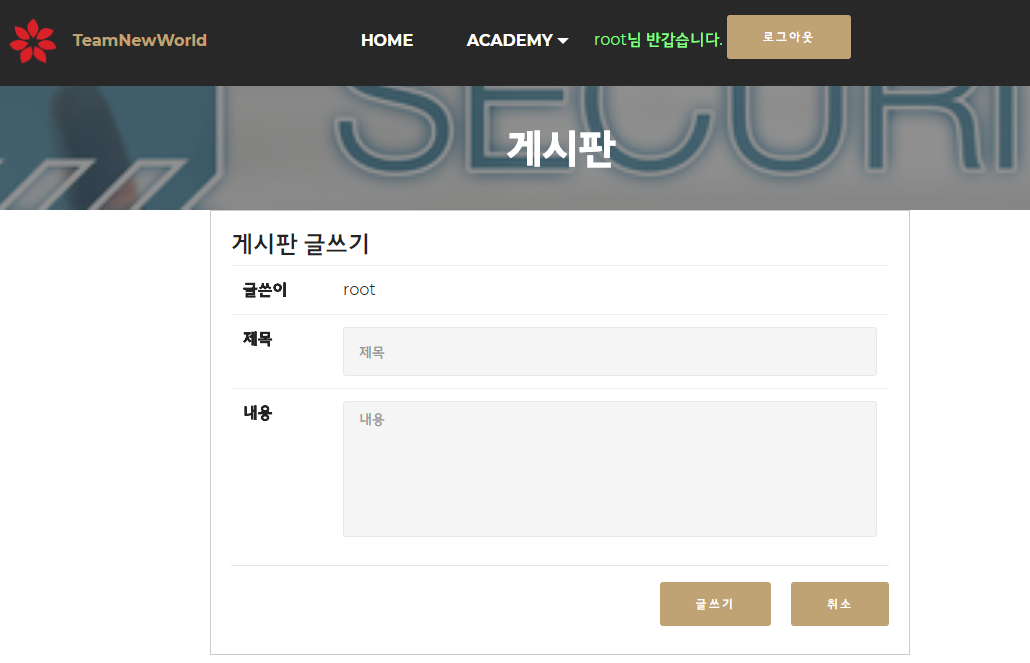 TeamNewWorld
HOME
ACADEMY
root님 반갑습니다.
로그아웃
SECURI
게시판
게시판 글쓰기
글쓴이
root
제목
제목
내용
내용
글쓰기
취소